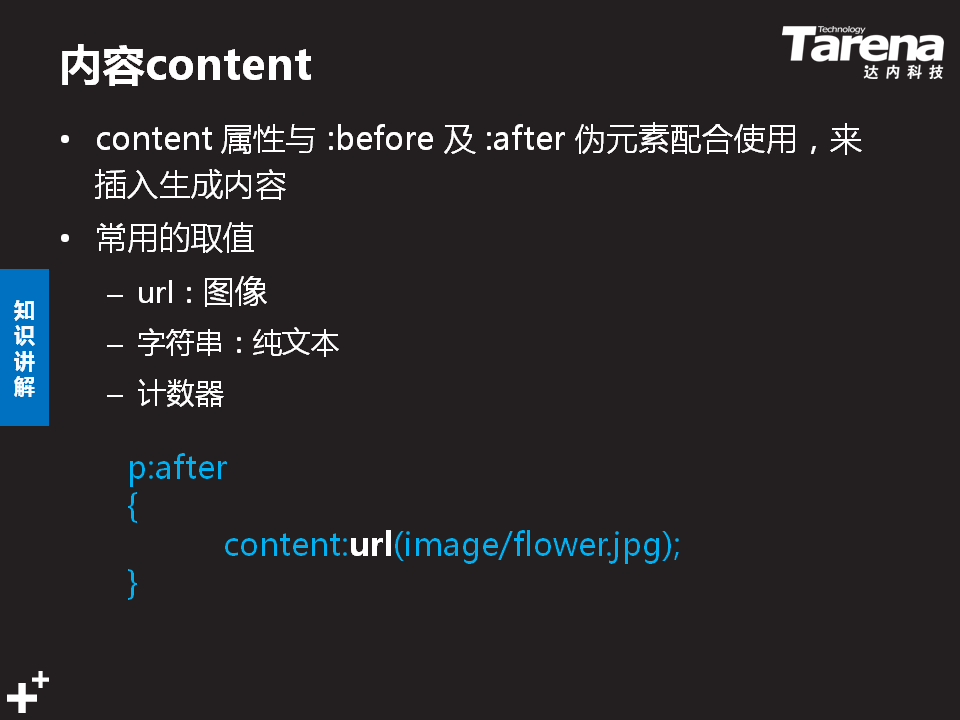 内容content
Technology
Tarena
达内科技
• content 属性与 :before 及 :after 伪元素配合使用，来
插入生成内容
• 常用的取值
– url：图像
– 字符串：纯文本
– 计数器
知
识
讲
解
p:after
{
content:url(image/flower.jpg);
}